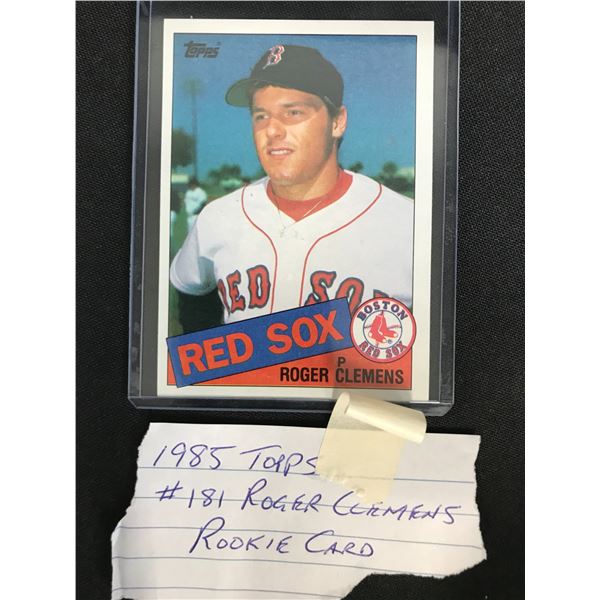 Topps
B
RED SOX
RED SOX
BOSTON
RED SOX
P
ROGER CLEMENS
1985 TOPPS
#181 ROGER CLEMENS
ROOKIE CARD